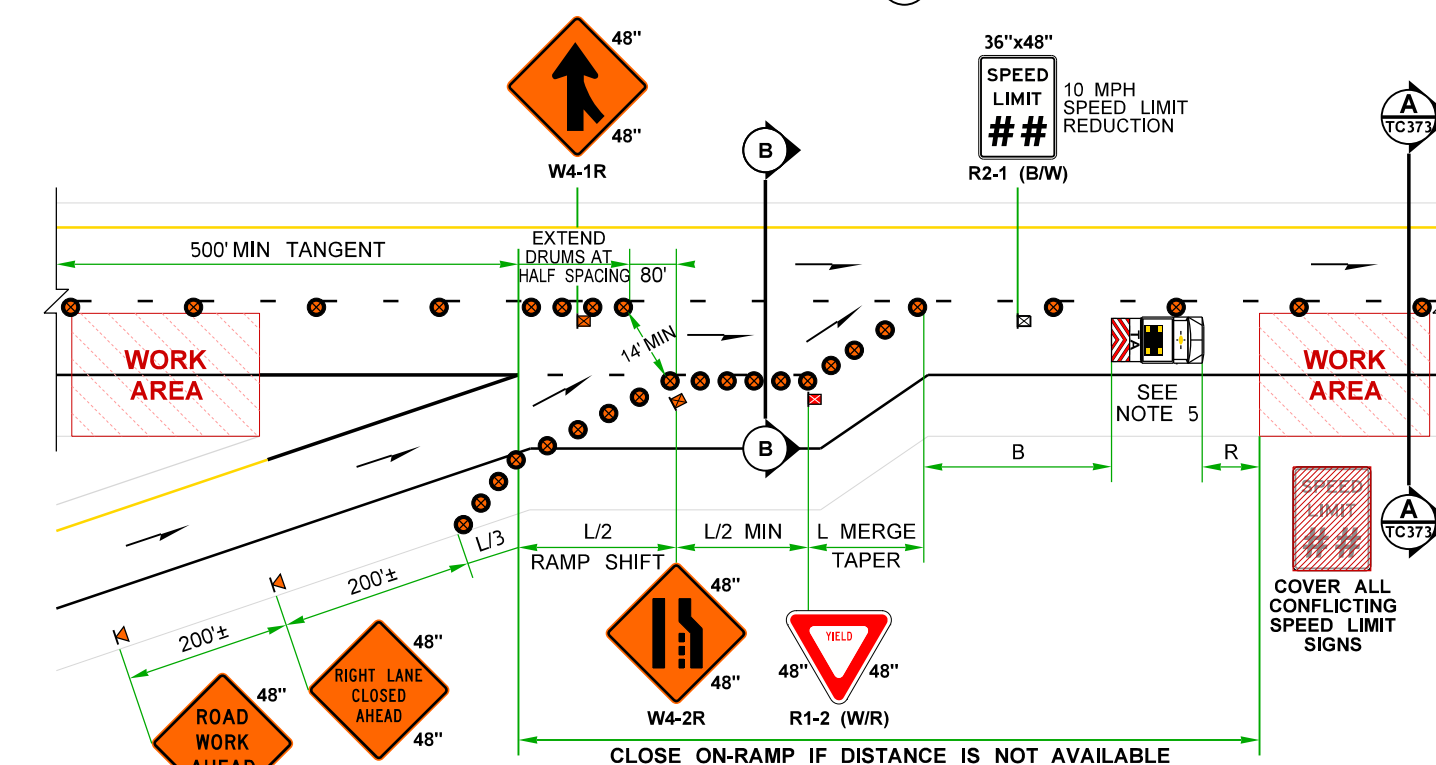 48"
48"
W4-1R
36"x48"
SPEED
LIMIT
##
10 MPH
SPEED LIMIT
REDUCTION
R2-1 (B/W)
A
TC373
B
500' MIN TANGENT
EXTEND
DRUMS AT
HALF SPACING
80'
14' MIN
WORK
AREA
TA
SEE
NOTE 5
WORK
AREA
B
B
R
L/3
L/2
RAMP SHIFT
L/2 MIN
L MERGE
TAPER
SPEED
LIMIT
##
A
TC373
COVER ALL
CONFLICTING
SPEED LIMIT
SIGNS
200'±
200'±
48"
ROAD
WORK
AHEAD
48"
RIGHT LANE
CLOSED
AHEAD
48"
48"
48"
W4-2R
YIELD
48"
48"
R1-2 (W/R)
CLOSE ON-RAMP IF DISTANCE IS NOT AVAILABLE